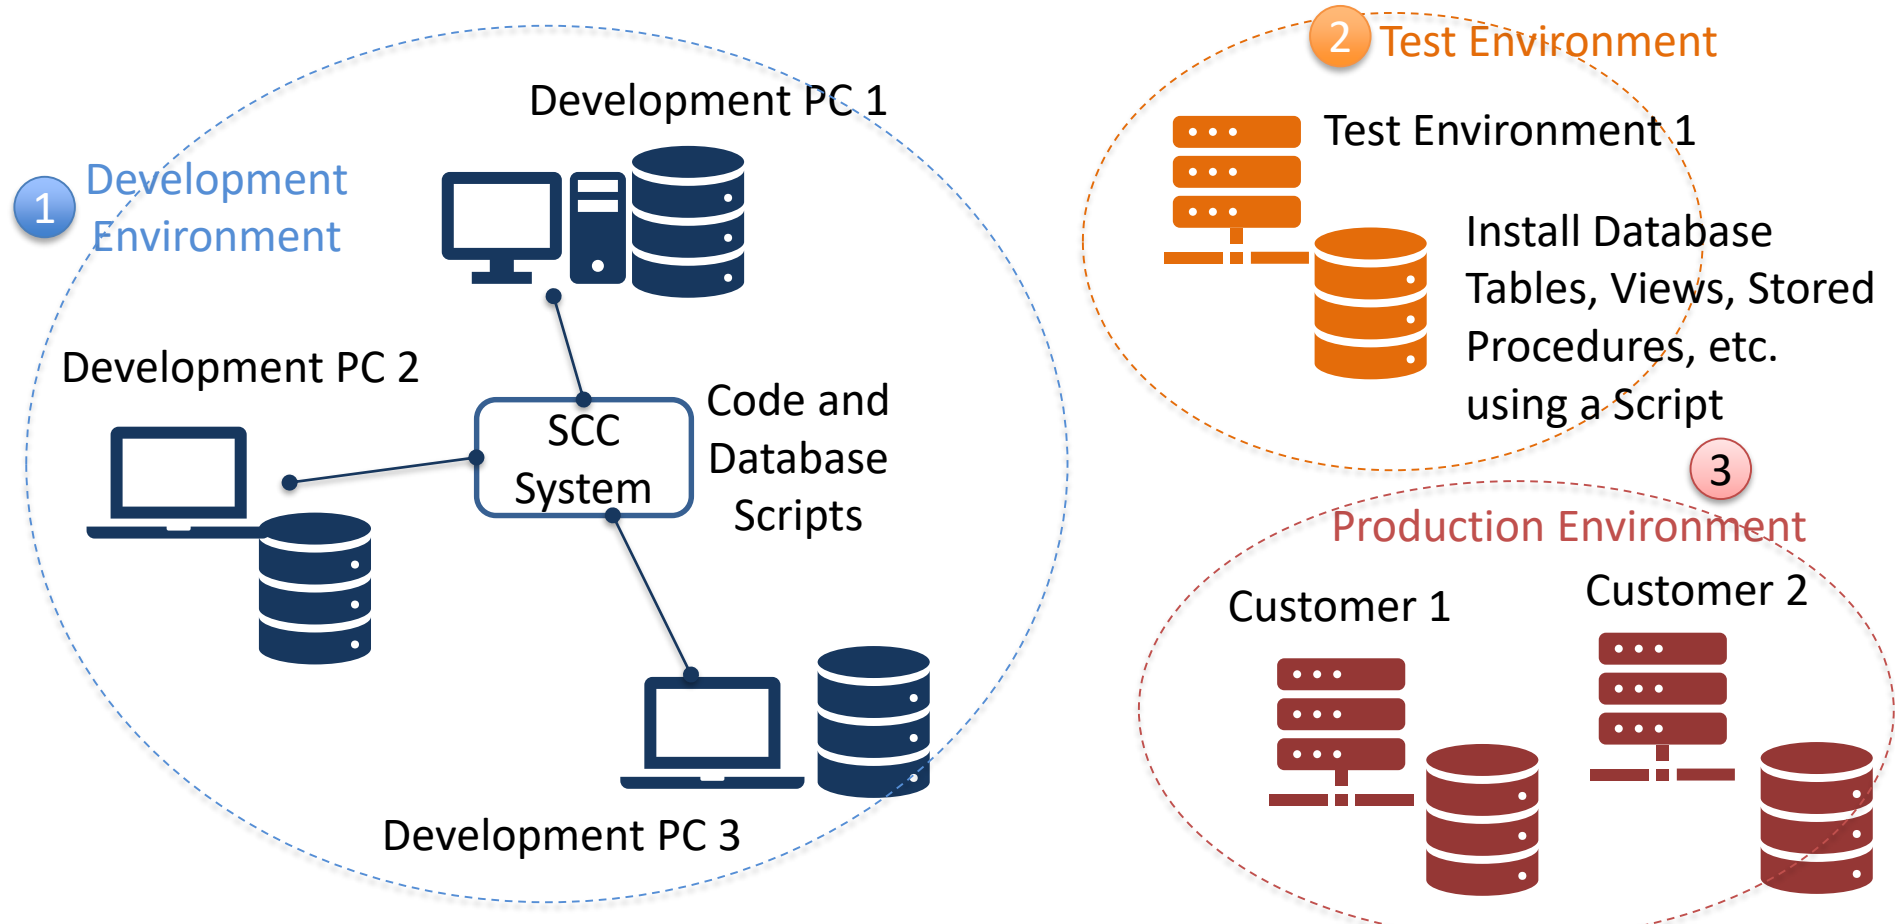 1
Development
Environment
Development PC 1
Development PC 2
SCC
System
Code and
Database
Scripts
Development PC 3
2
Test Environment
Test Environment 1
Install Database
Tables, Views, Stored
Procedures, etc.
using a Script
3
Production Environment
Customer 1
Customer 2